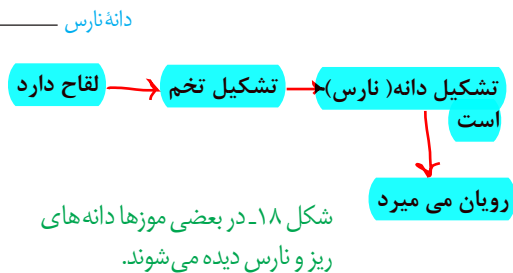 دانهٔ نارس
لقاح دارد
تشکیل تخم
تشکیل دانه( نارس)
است
رویان می میرد
شکل ۱۸ـ در بعضی موزها دانه‌های
ریز و نارس دیده می‌شوند.